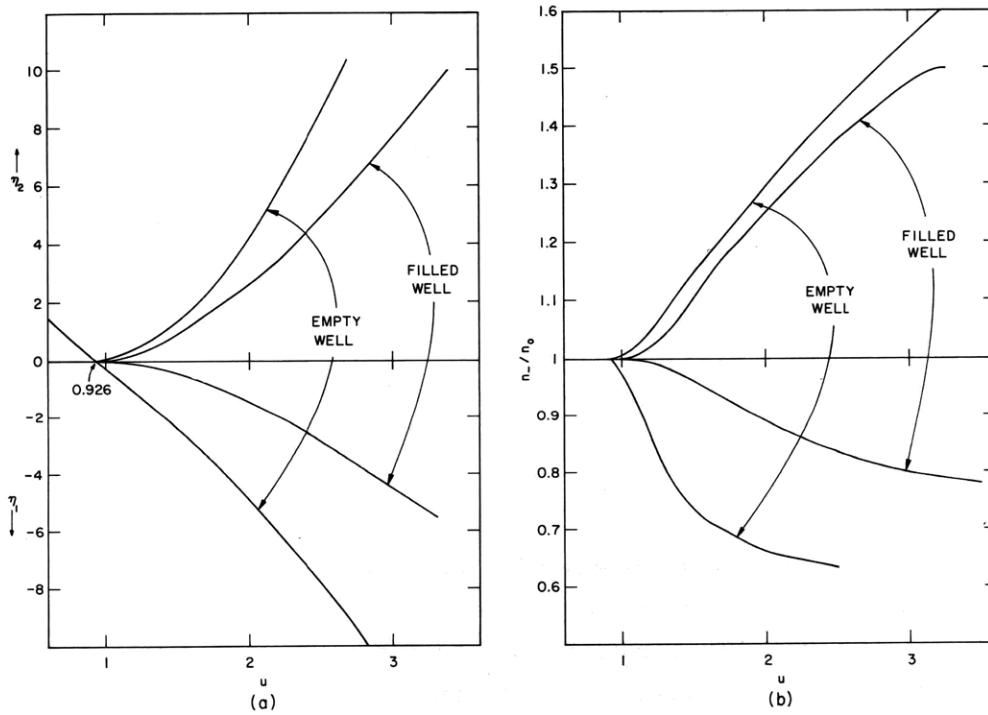 10
8
6
4
2
0
-2
-4
-6
-8
η₂
η₁
0.926
EMPTY
WELL
FILLED
WELL
1
2
3
u
(a)
1.6
1.5
1.4
1.3
1.2
1.1
1
0.9
0.8
0.7
0.6
n_/n₀
EMPTY
WELL
FILLED
WELL
1
2
3
u
(b)